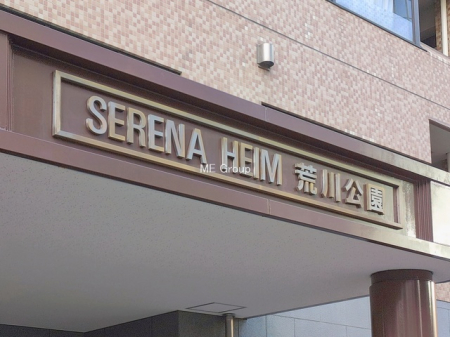 SERENA HEIM 荒川公園
MF Group